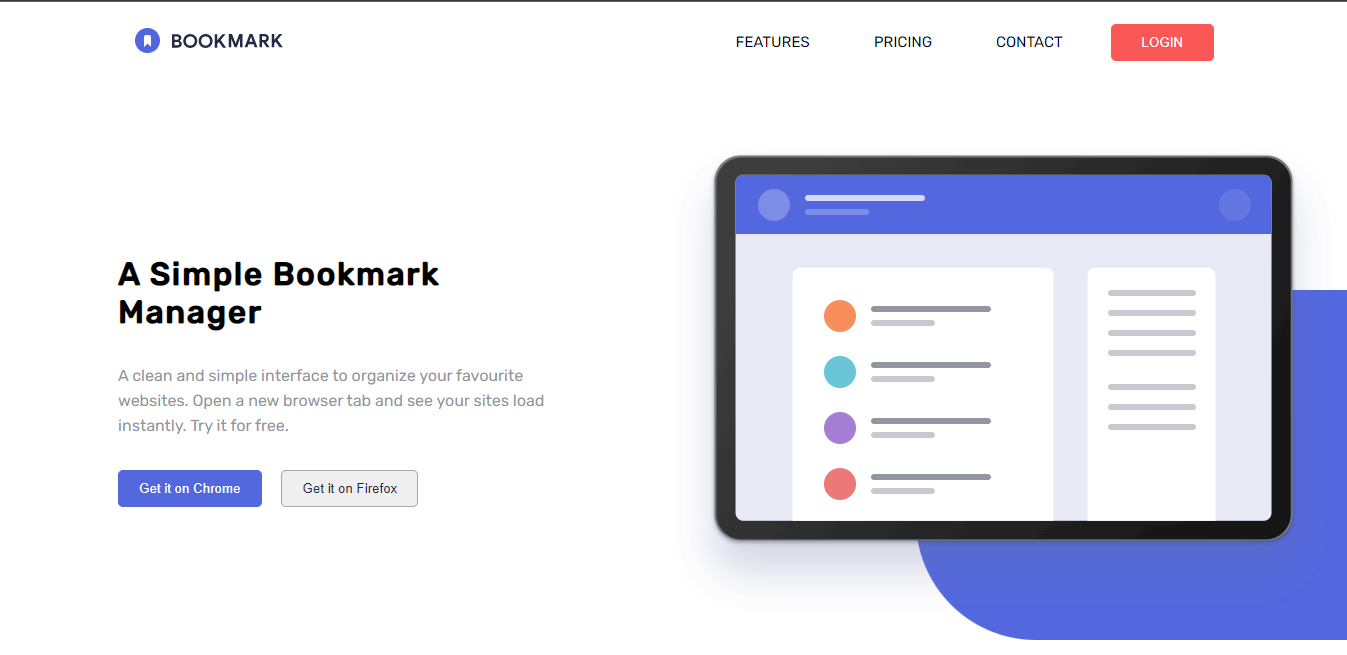 BOOKMARK
FEATURES
PRICING
CONTACT
LOGIN
A Simple Bookmark
Manager
A clean and simple interface to organize your favourite
websites. Open a new browser tab and see your sites load
instantly. Try it for free.
Get it on Chrome
Get it on Firefox